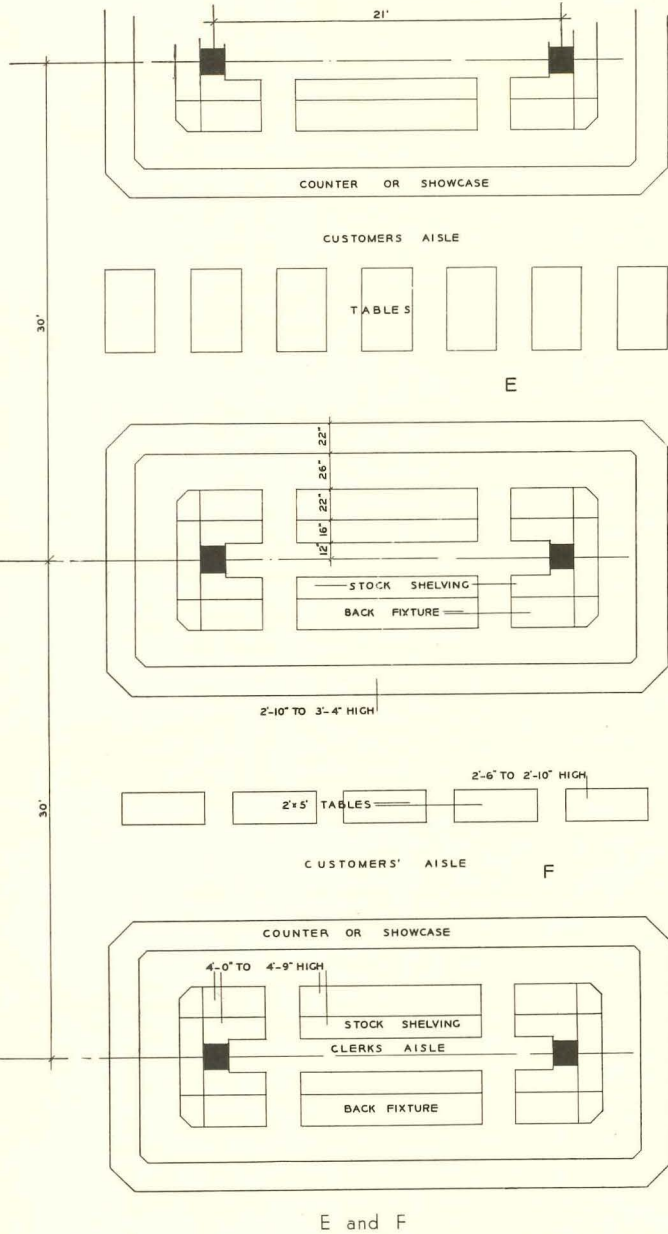 21'
COUNTER OR SHOWCASE
CUSTOMERS AISLE
30'
TABLES
E
22"
26"
22"
16"
12"
STOCK SHELVING
BACK FIXTURE
2'-10" TO 3'-4" HIGH
2'-6" TO 2'-10" HIGH
30'
2'x5' TABLES
CUSTOMERS' AISLE
F
COUNTER OR SHOWCASE
4'-0" TO 4'-9" HIGH
STOCK SHELVING
CLERKS AISLE
BACK FIXTURE
E and F